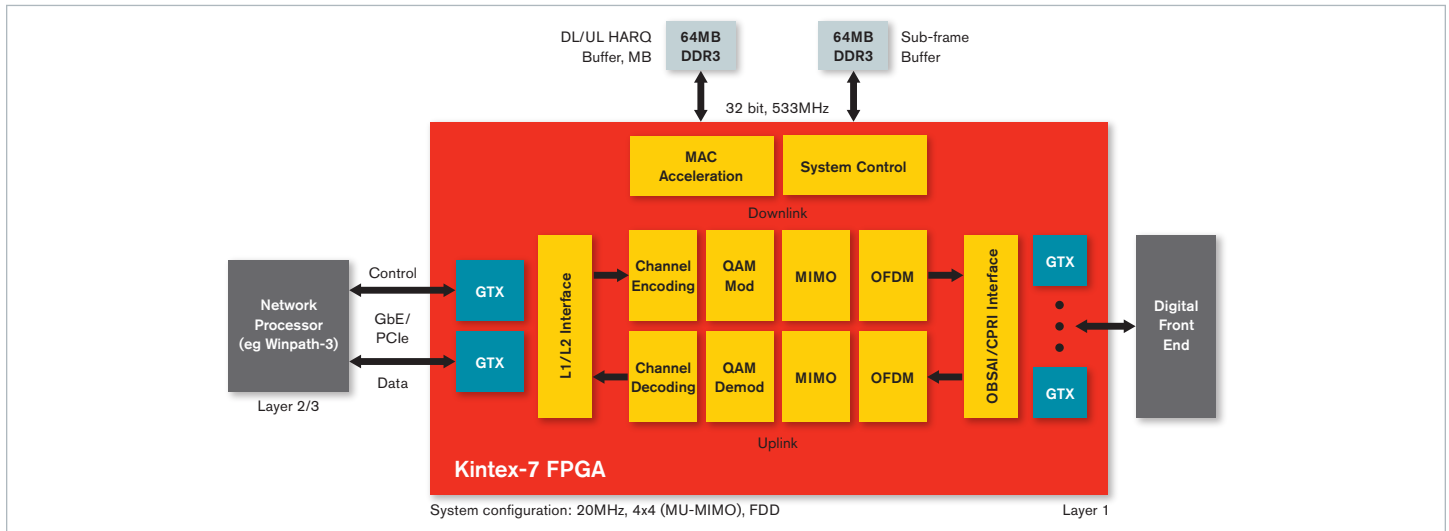 DL/UL HARQ
Buffer, MB
64MB
DDR3
64MB
DDR3
Sub-frame
Buffer
32 bit, 533MHz
MAC
Acceleration
System Control
Downlink
Network
Processor
(eg Winpath-3)
Layer 2/3
Control
GbE/
PCIe
Data
GTX
GTX
L1/L2 Interface
Channel
Encoding
QAM
Mod
MIMO
OFDM
Channel
Decoding
QAM
Demod
MIMO
OFDM
Uplink
OBSAI/CPRI Interface
GTX
GTX
Digital
Front
End
Kintex-7 FPGA
System configuration: 20MHz, 4x4 (MU-MIMO), FDD
Layer 1